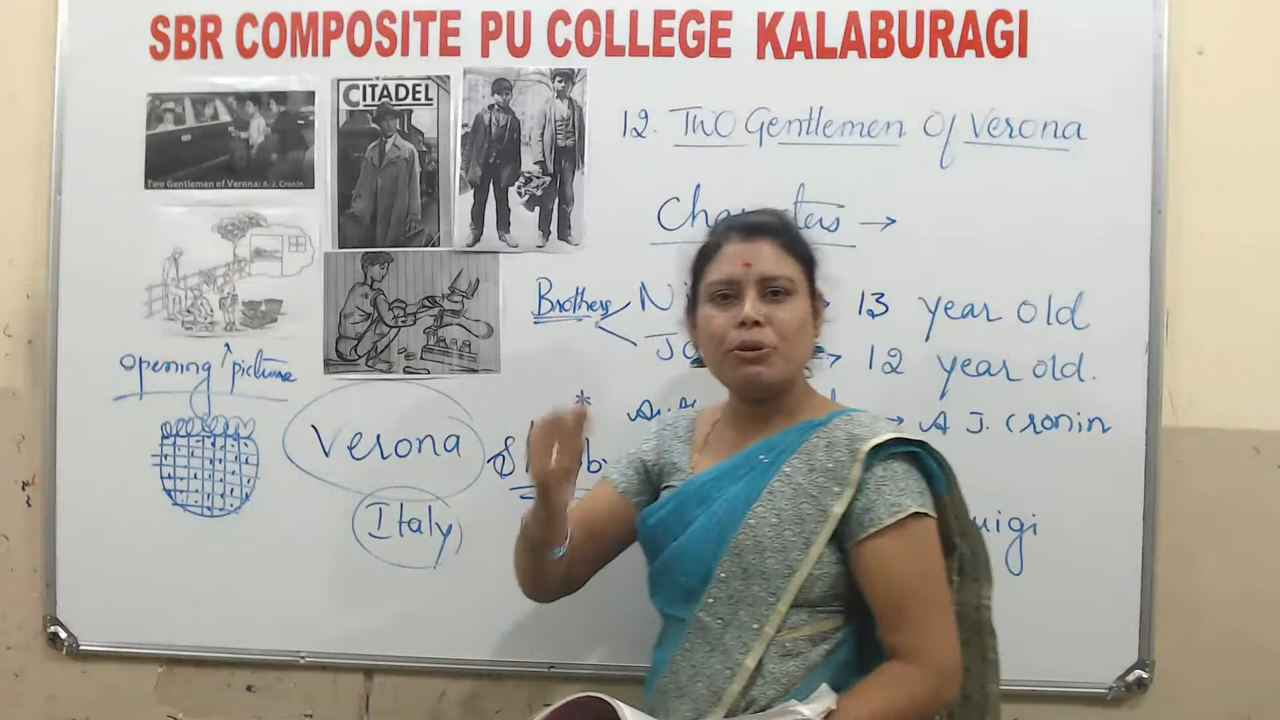 SBR COMPOSITE PU COLLEGE KALABURAGI
CITADEL
Two Gentlemen of Verona: A. J. Cronin
12. Two Gentlemen Of Verona
Characters →
Brothers
→ 13 year old
→ 12 year old.
→ A J. Cronin
Opening picture
Verona
Italy